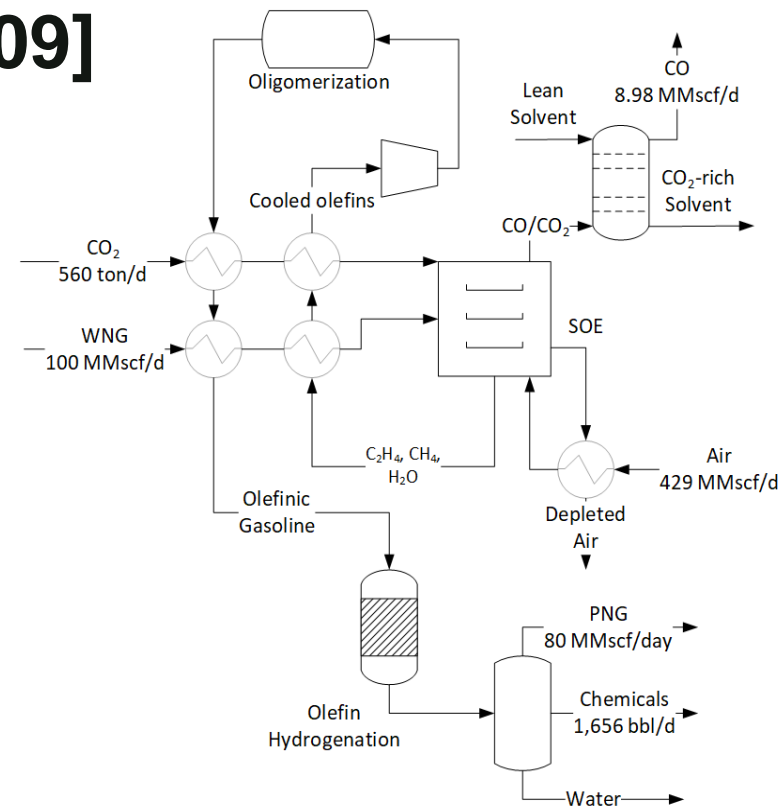 09]
Oligomerization
CO
8.98 MMscf/d
Lean
Solvent
CO₂-rich
Solvent
Cooled olefins
CO/CO₂
CO₂
560 ton/d
WNG
100 MMscf/d
SOE
C₂H₄, CH₄,
H₂O
Air
429 MMscf/d
Depleted
Air
Olefinic
Gasoline
PNG
80 MMscf/day
Chemicals
1,656 bbl/d
Olefin
Hydrogenation
Water